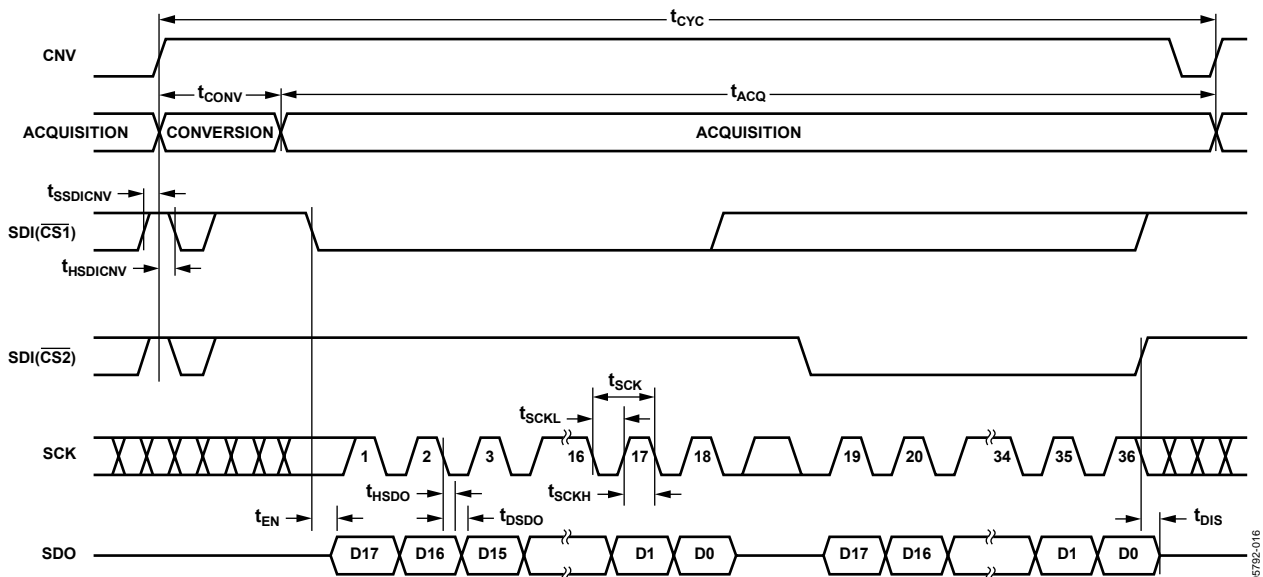 tCYC
CNV
tCONV
tACQ
ACQUISITION CONVERSION ACQUISITION
tSSDICNV
SDI(CS1)
tHSDICNV
SDI(CS2)
tSCK
tSCKL
SCK 1 2 3 16 17 18 19 20 34 35 36
tHSDO
tSCKH
tEN tDSDO tDIS
SDO D17 D16 D15 D1 D0 D17 D16 D1 D0
05792-016